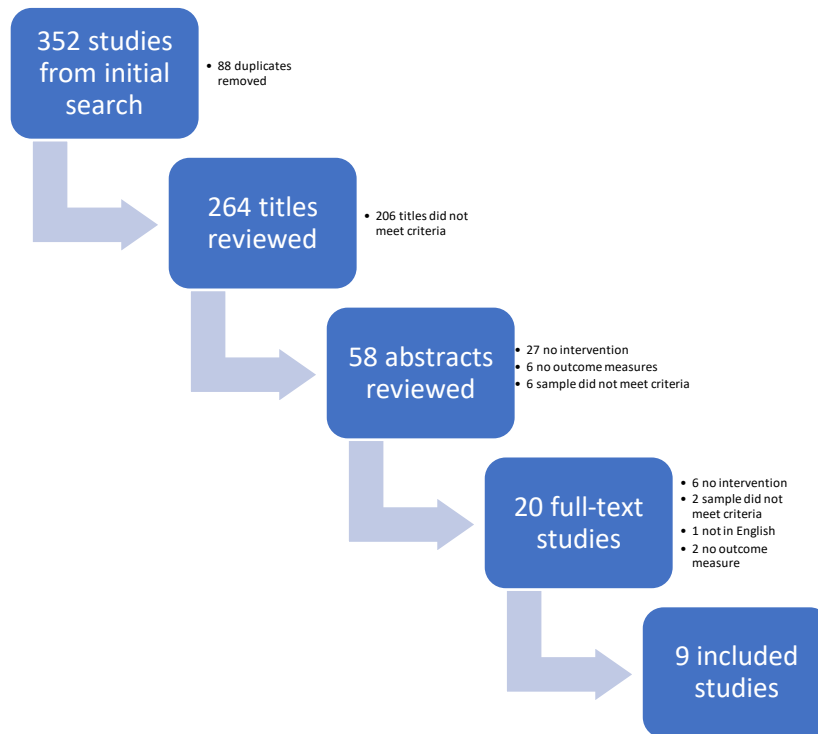 352 studies
from initial
search
• 88 duplicates
removed
264 titles
reviewed
• 206 titles did not
meet criteria
58 abstracts
reviewed
• 27 no intervention
• 6 no outcome measures
• 6 sample did not meet criteria
20 full-text
studies
• 6 no intervention
• 2 sample did not
meet criteria
• 1 not in English
• 2 no outcome
measure
9 included
studies